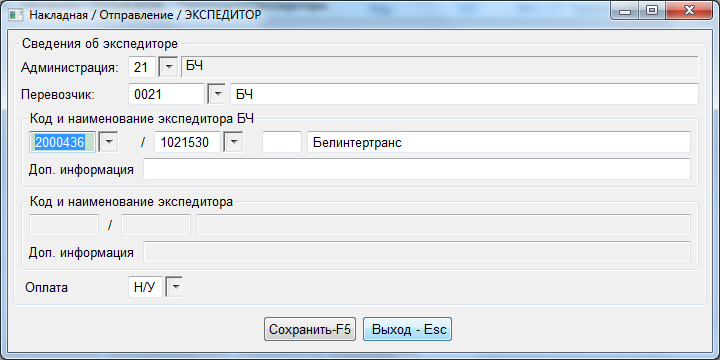 Накладная / Отправление / ЭКСПЕДИТОР
Сведения об экспедиторе
Администрация: 21 БЧ
Перевозчик: 0021 БЧ
Код и наименование экспедитора БЧ
2000436 / 1021530 Белинтертранс
Доп. информация
Код и наименование экспедитора
/
Доп. информация
Оплата Н/У
Сохранить-F5 Выход - Esc